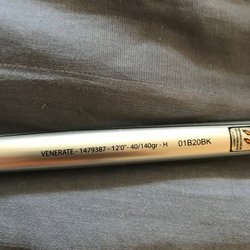 VENERATE - 1479387 - 12'0" - 40/140gr - H 01B20BK